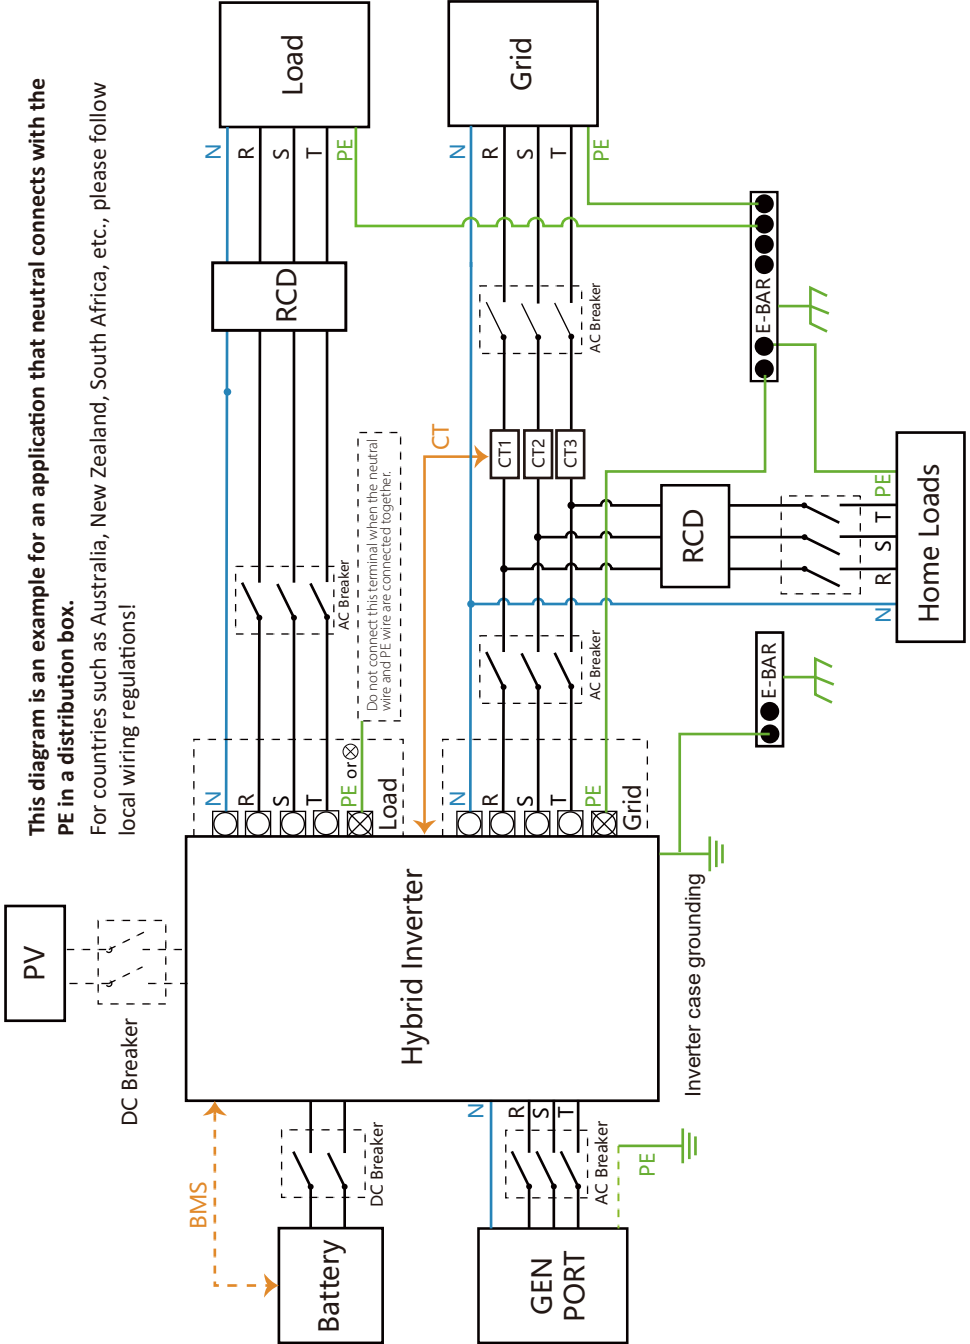 This diagram is an example for an application that neutral connects with the
PE in a distribution box.
For countries such as Australia, New Zealand, South Africa, etc., please follow
local wiring regulations!
PV
DC Breaker
BMS
Battery
DC Breaker
Hybrid Inverter
N
R
S
T
PE or
Load
AC Breaker
Do not connect this terminal when the neutral
wire and PE wire are connected together.
RCD
N
R
S
T
PE
Load
CT
N
R
S
T
PE
Grid
AC Breaker
CT1
CT2
CT3
AC Breaker
N
R
S
T
PE
Grid
GEN
PORT
N
R
S
T
AC Breaker
PE
Inverter case grounding
E-BAR
E-BAR
RCD
N
R
S
T
PE
Home Loads